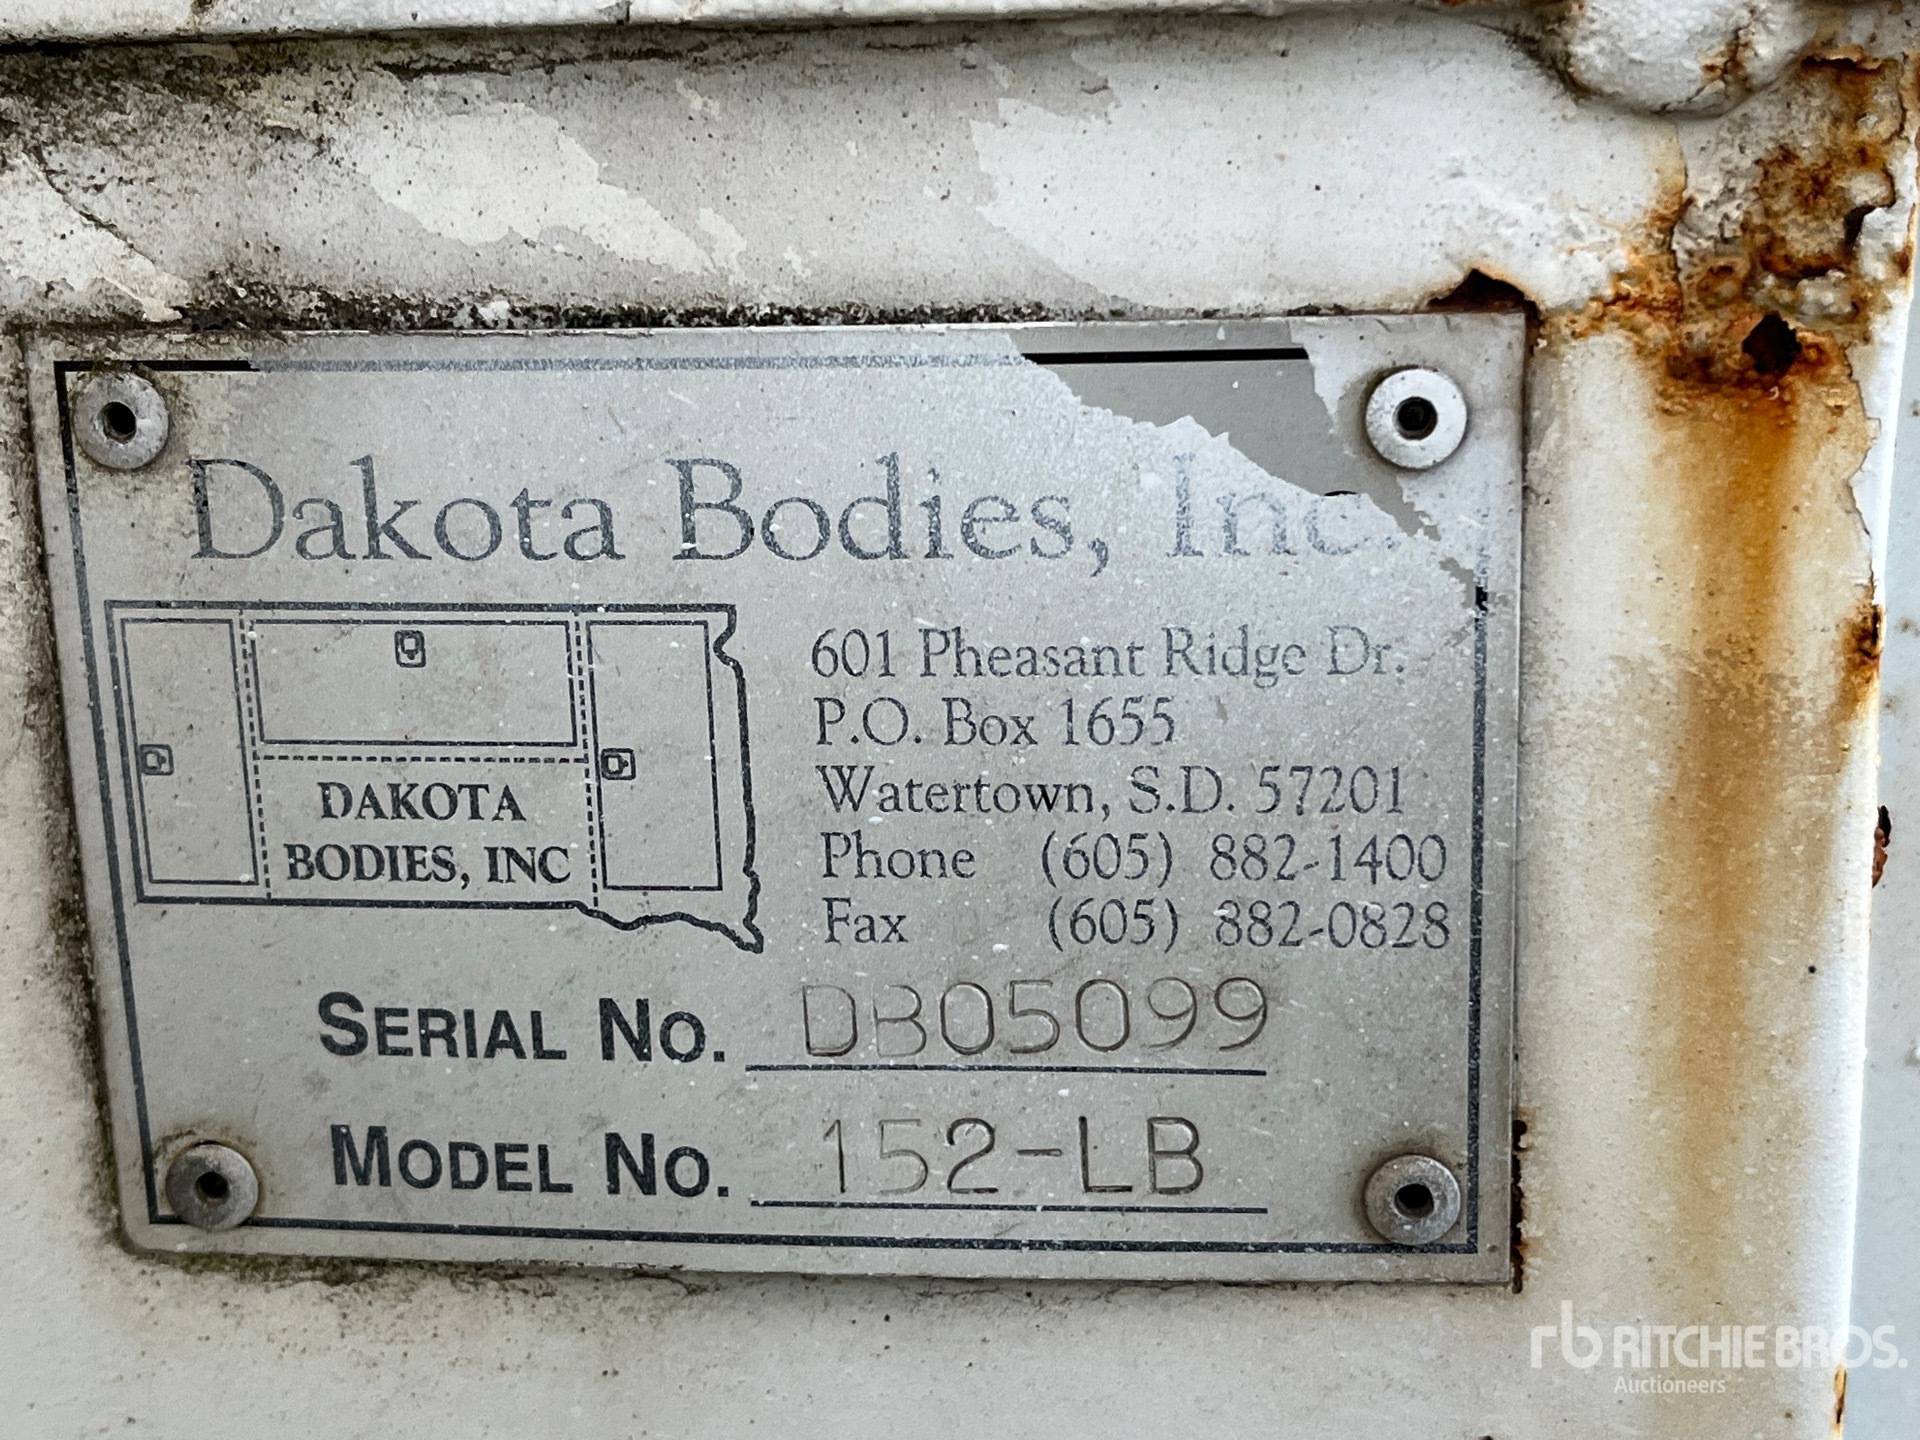 Dakota Bodies, Inc.
DAKOTA
BODIES, INC
601 Pheasant Ridge Dr.
P.O. Box 1655
Watertown, S.D. 57201
Phone (605) 882-1400
Fax (605) 882-0828
SERIAL NO. DB05099
MODEL NO. 152-LB
rb RITCHIE BROS.
Auctioneers